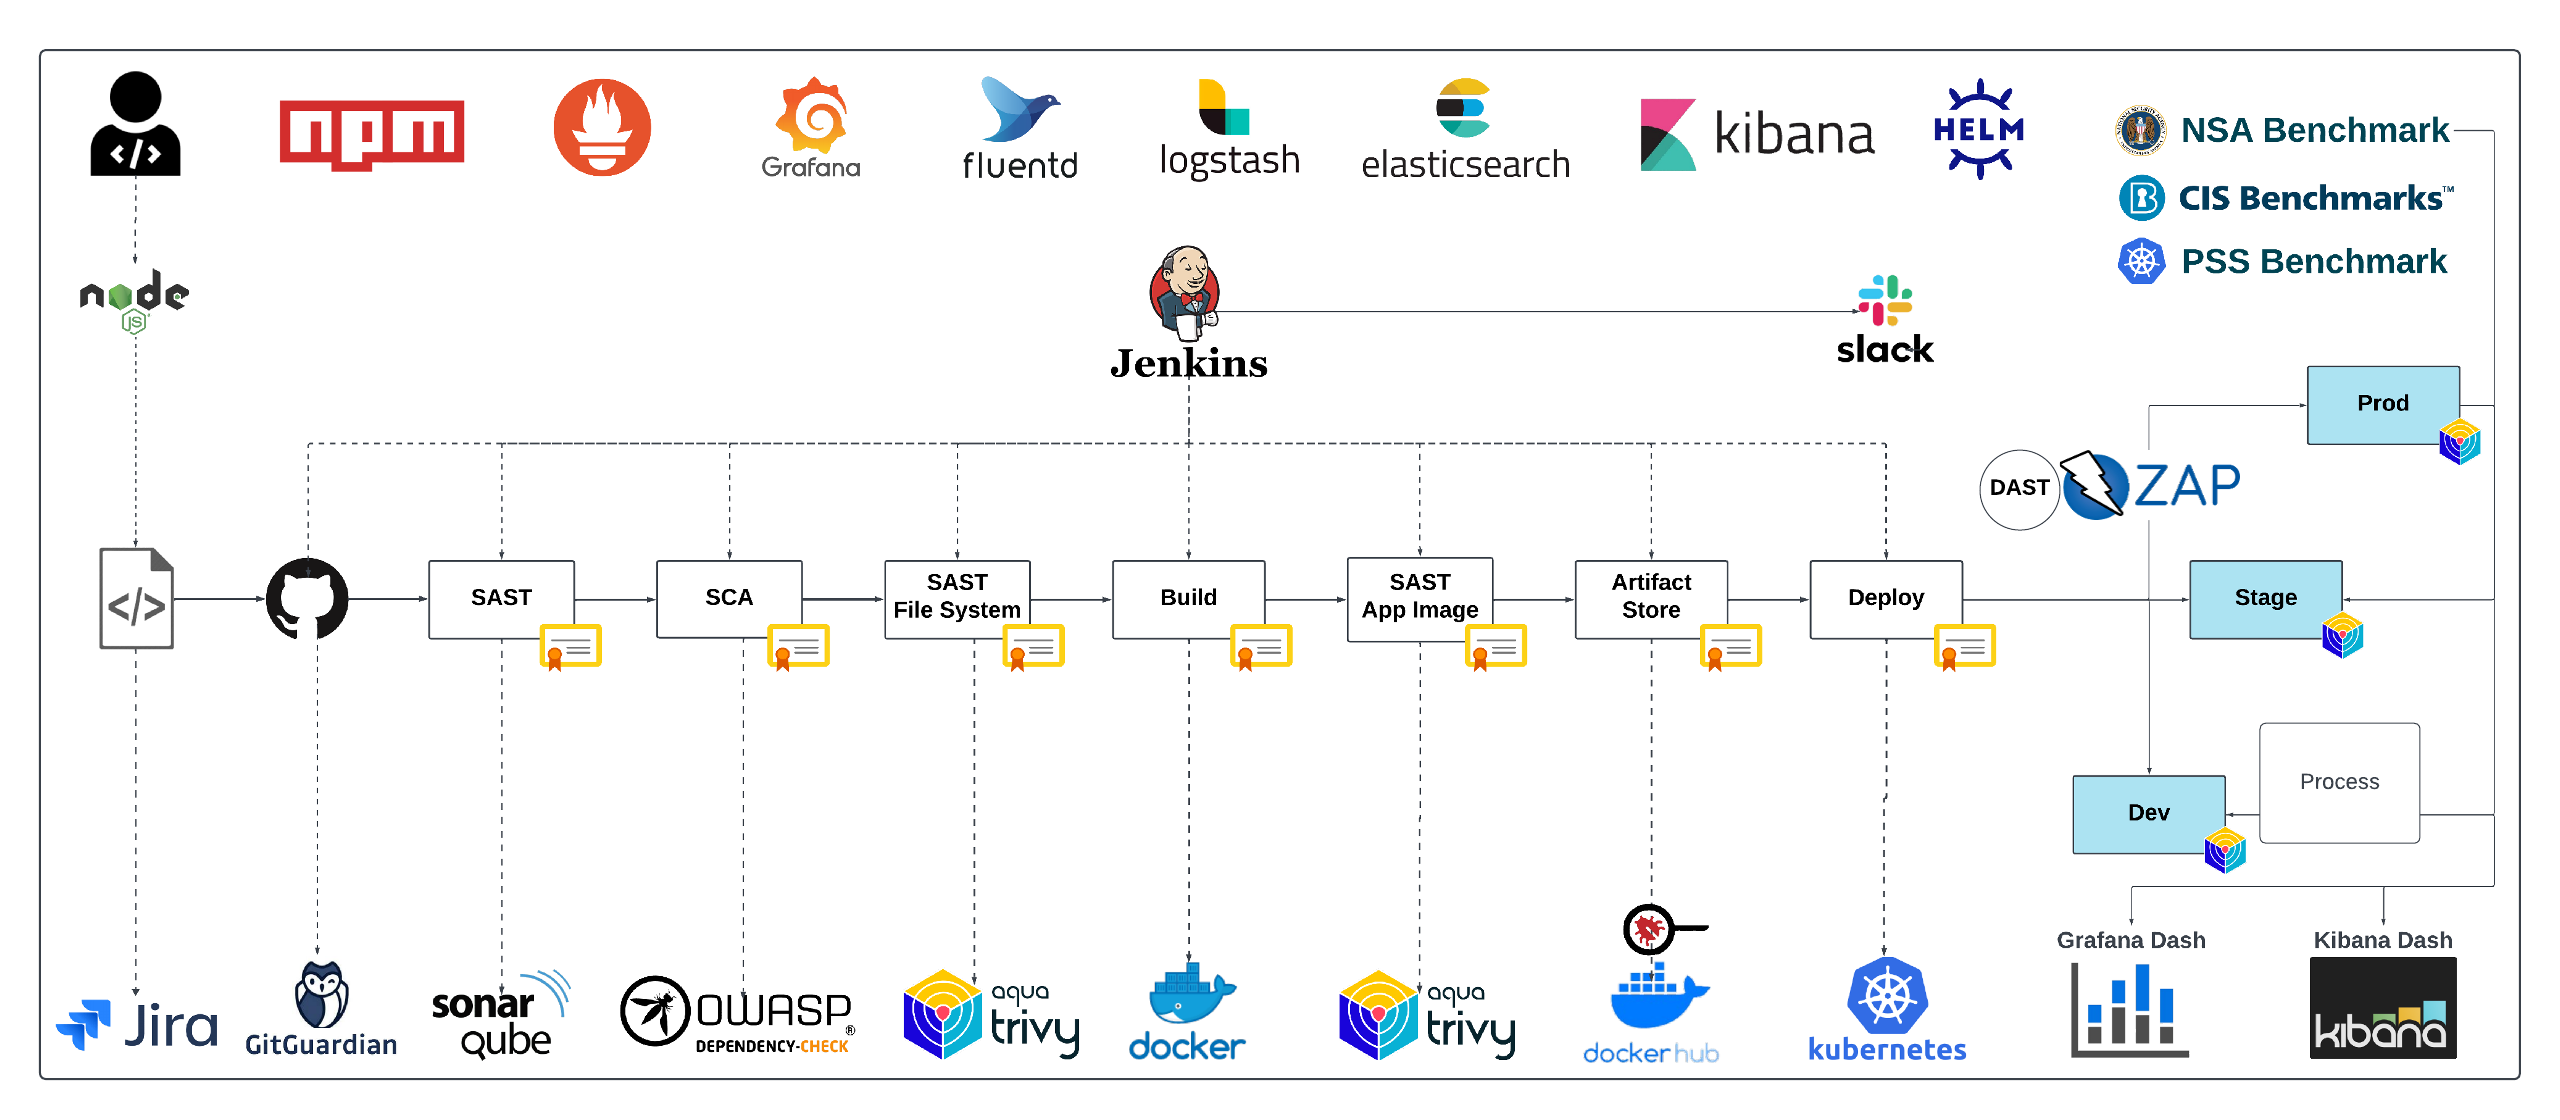 npm
Grafana
fluentd
logstash
elasticsearch
kibana
HELM
NSA Benchmark
CIS Benchmarks™
PSS Benchmark
</>
node
JS
Jenkins
slack
Prod
DAST
ZAP
</>
SAST
SCA
SAST
File System
Build
SAST
App Image
Artifact
Store
Deploy
Stage
Process
Dev
Grafana Dash
Kibana Dash
Jira
GitGuardian
sonar
qube
OWASP®
DEPENDENCY-CHECK
aqua
trivy
docker
aqua
trivy
dockerhub
kubernetes
kibana